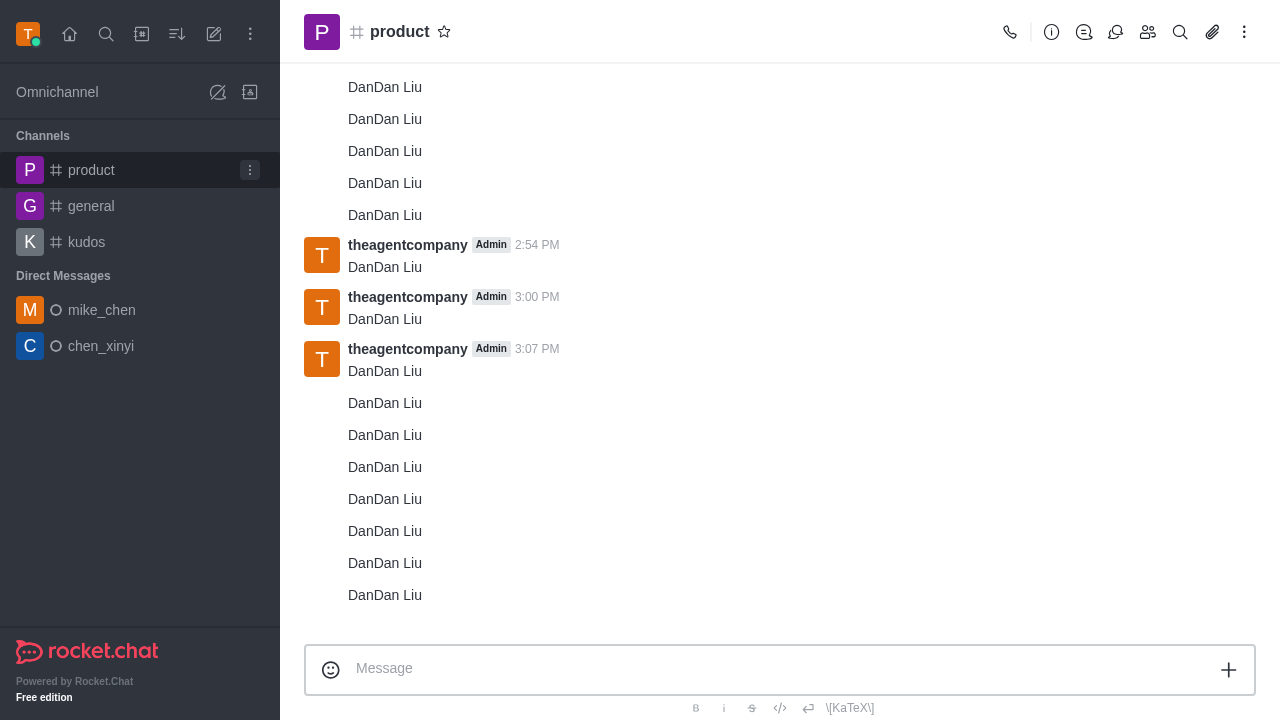 T
Omnichannel
Channels
P product
G general
K kudos
Direct Messages
M mike_chen
C chen_xinyi
rocket.chat
Powered by Rocket.Chat
Free edition
P product
DanDan Liu
DanDan Liu
DanDan Liu
DanDan Liu
DanDan Liu
T theagentcompany Admin 2:54 PM
DanDan Liu
T theagentcompany Admin 3:00 PM
DanDan Liu
T theagentcompany Admin 3:07 PM
DanDan Liu
DanDan Liu
DanDan Liu
DanDan Liu
DanDan Liu
DanDan Liu
DanDan Liu
DanDan Liu
Message
B i S </> \[KaTeX\]